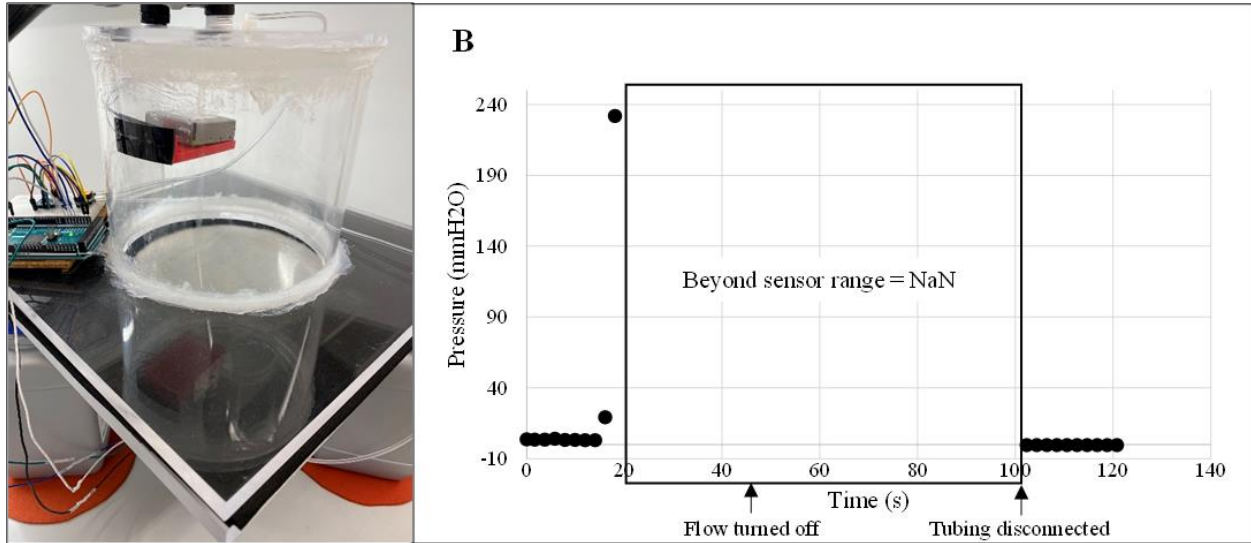 B
Pressure (mmH2O)
240
190
140
90
40
-10
Beyond sensor range = NaN
0
20
40
60
80
100
120
140
Time (s)
Flow turned off
Tubing disconnected